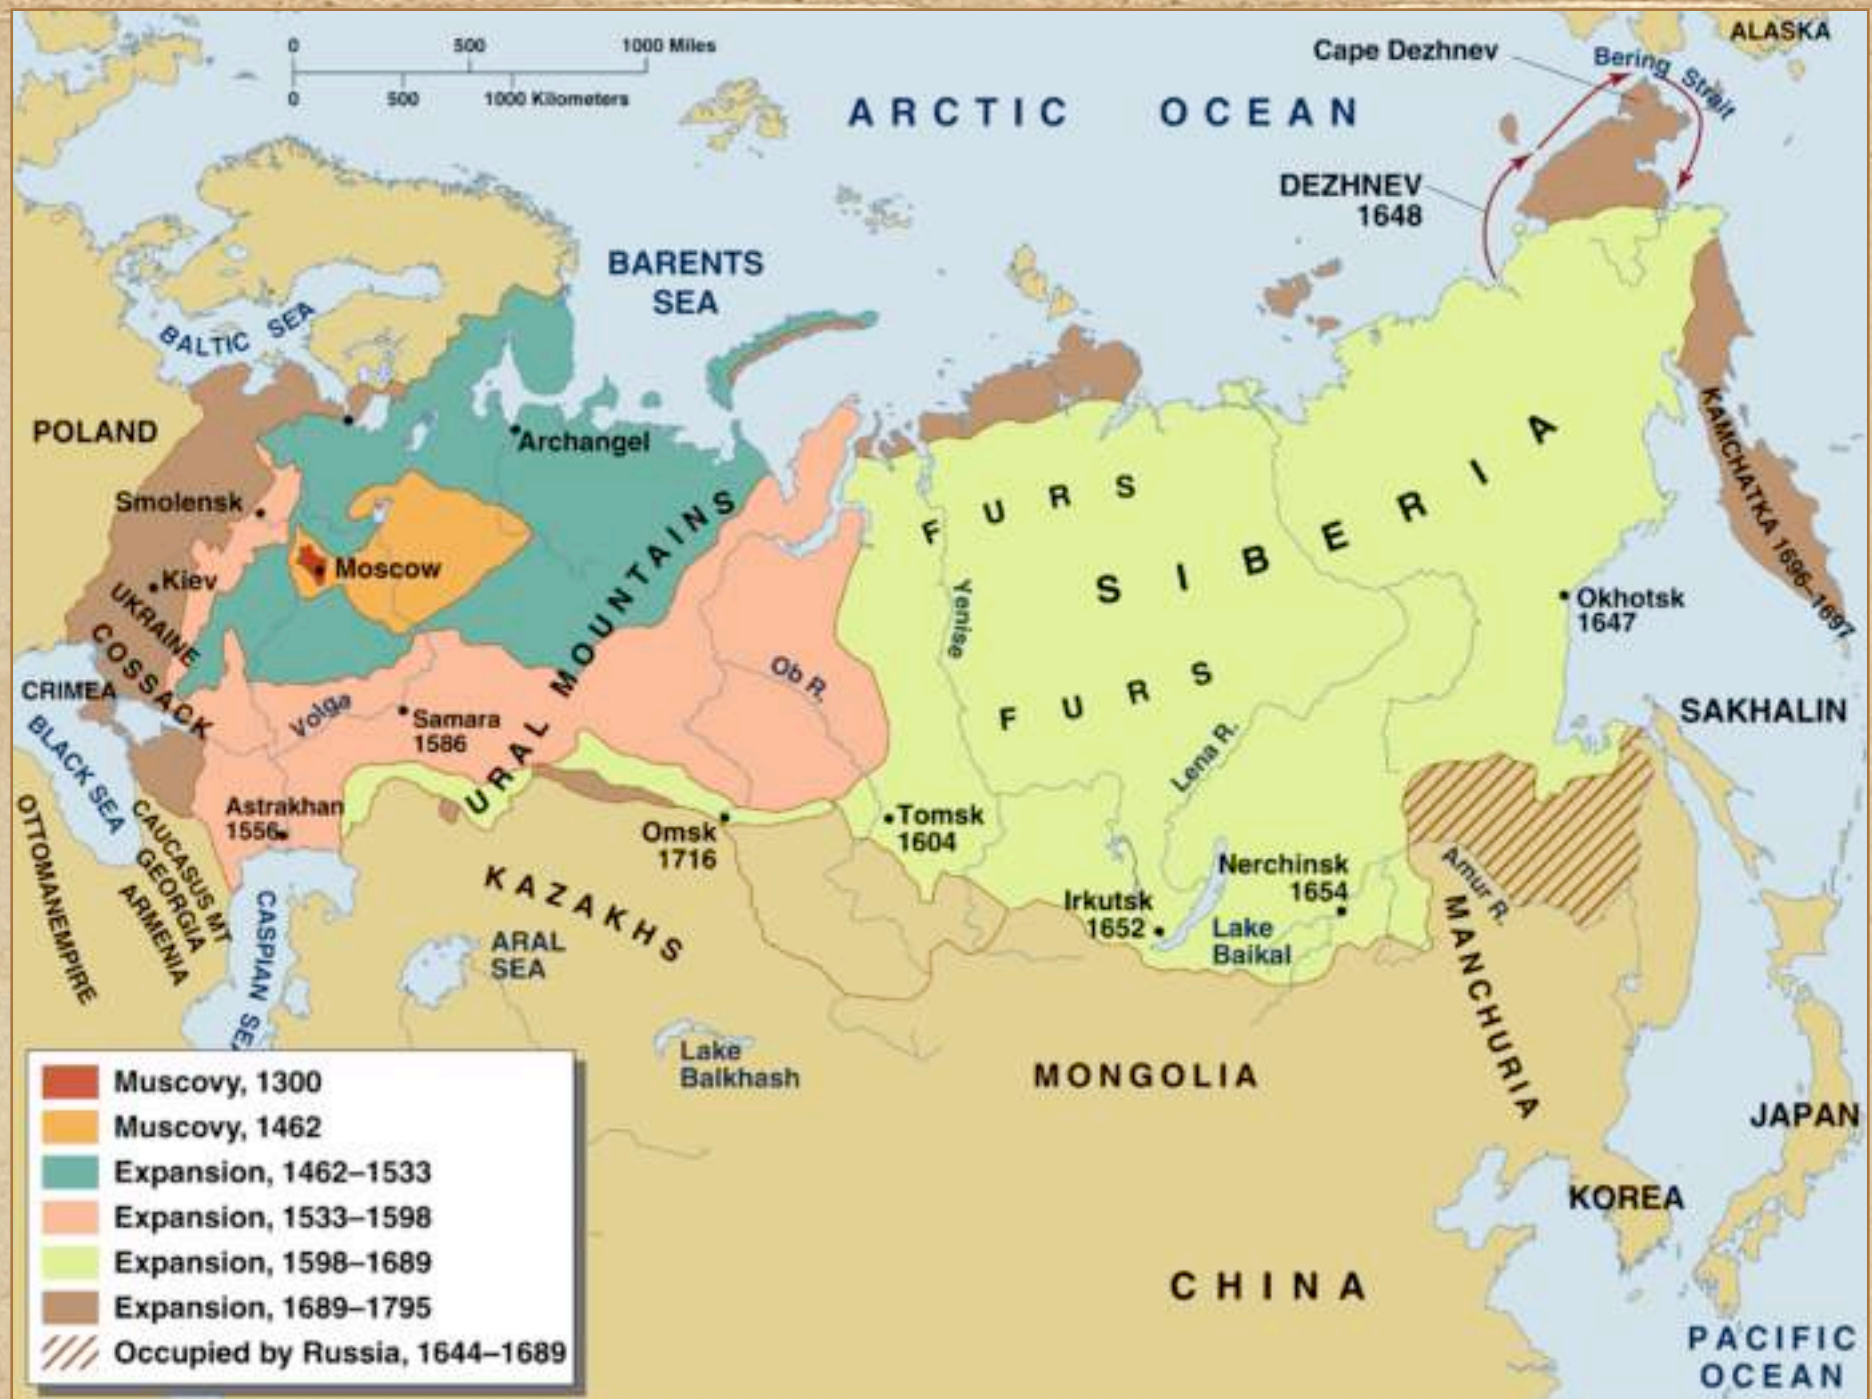 0 500 1000 Miles
0 500 1000 Kilometers
ARCTIC OCEAN
Cape Dezhnev
Bering Strait
ALASKA
DEZHNEV
1648
BARENTS
SEA
BALTIC SEA
POLAND
Archangel
Smolensk
Moscow
Kiev
UKRAINE
COSSACK
CRIMEA
BLACK SEA
OTTOMANEMPIRE
CAUCASUS MT
GEORGIA
ARMENIA
CASPIAN SEA
Volga
Samara
1586
Astrakhan
1556
URAL MOUNTAINS
Ob R.
Yenise
FURS
SIBERIA
FURS
Lena R.
Okhotsk
1647
KAMCHATKA 1696–1697
SAKHALIN
Omsk
1716
Tomsk
1604
Irkutsk
1652
Nerchinsk
1654
Lake
Baikal
Amur R.
MANCHURIA
KAZAKHS
ARAL
SEA
Lake
Balkhash
MONGOLIA
JAPAN
KOREA
CHINA
PACIFIC
OCEAN
Muscovy, 1300
Muscovy, 1462
Expansion, 1462–1533
Expansion, 1533–1598
Expansion, 1598–1689
Expansion, 1689–1795
Occupied by Russia, 1644–1689